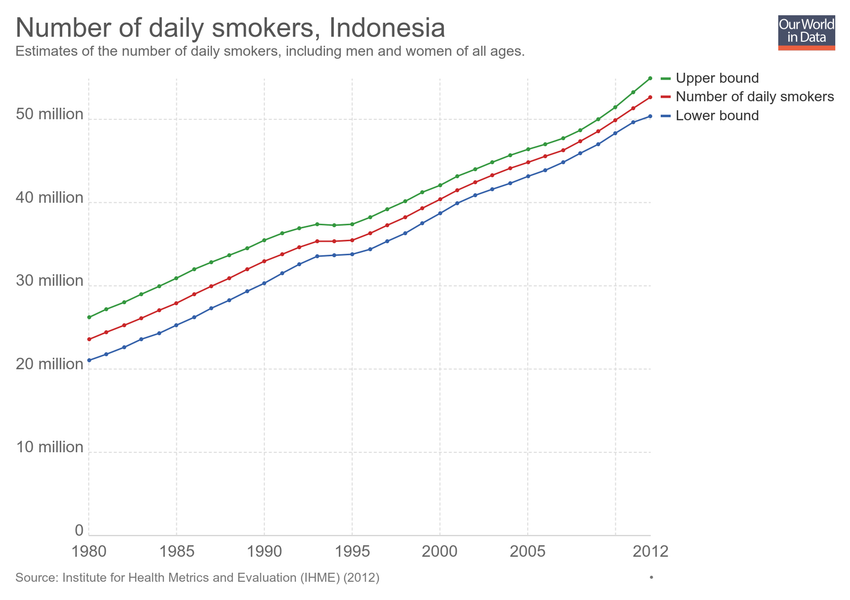 Number of daily smokers, Indonesia
Estimates of the number of daily smokers, including men and women of all ages.
Our World
in Data
Upper bound
Number of daily smokers
Lower bound
50 million
40 million
30 million
20 million
10 million
0
1980 1985 1990 1995 2000 2005 2012
Source: Institute for Health Metrics and Evaluation (IHME) (2012)